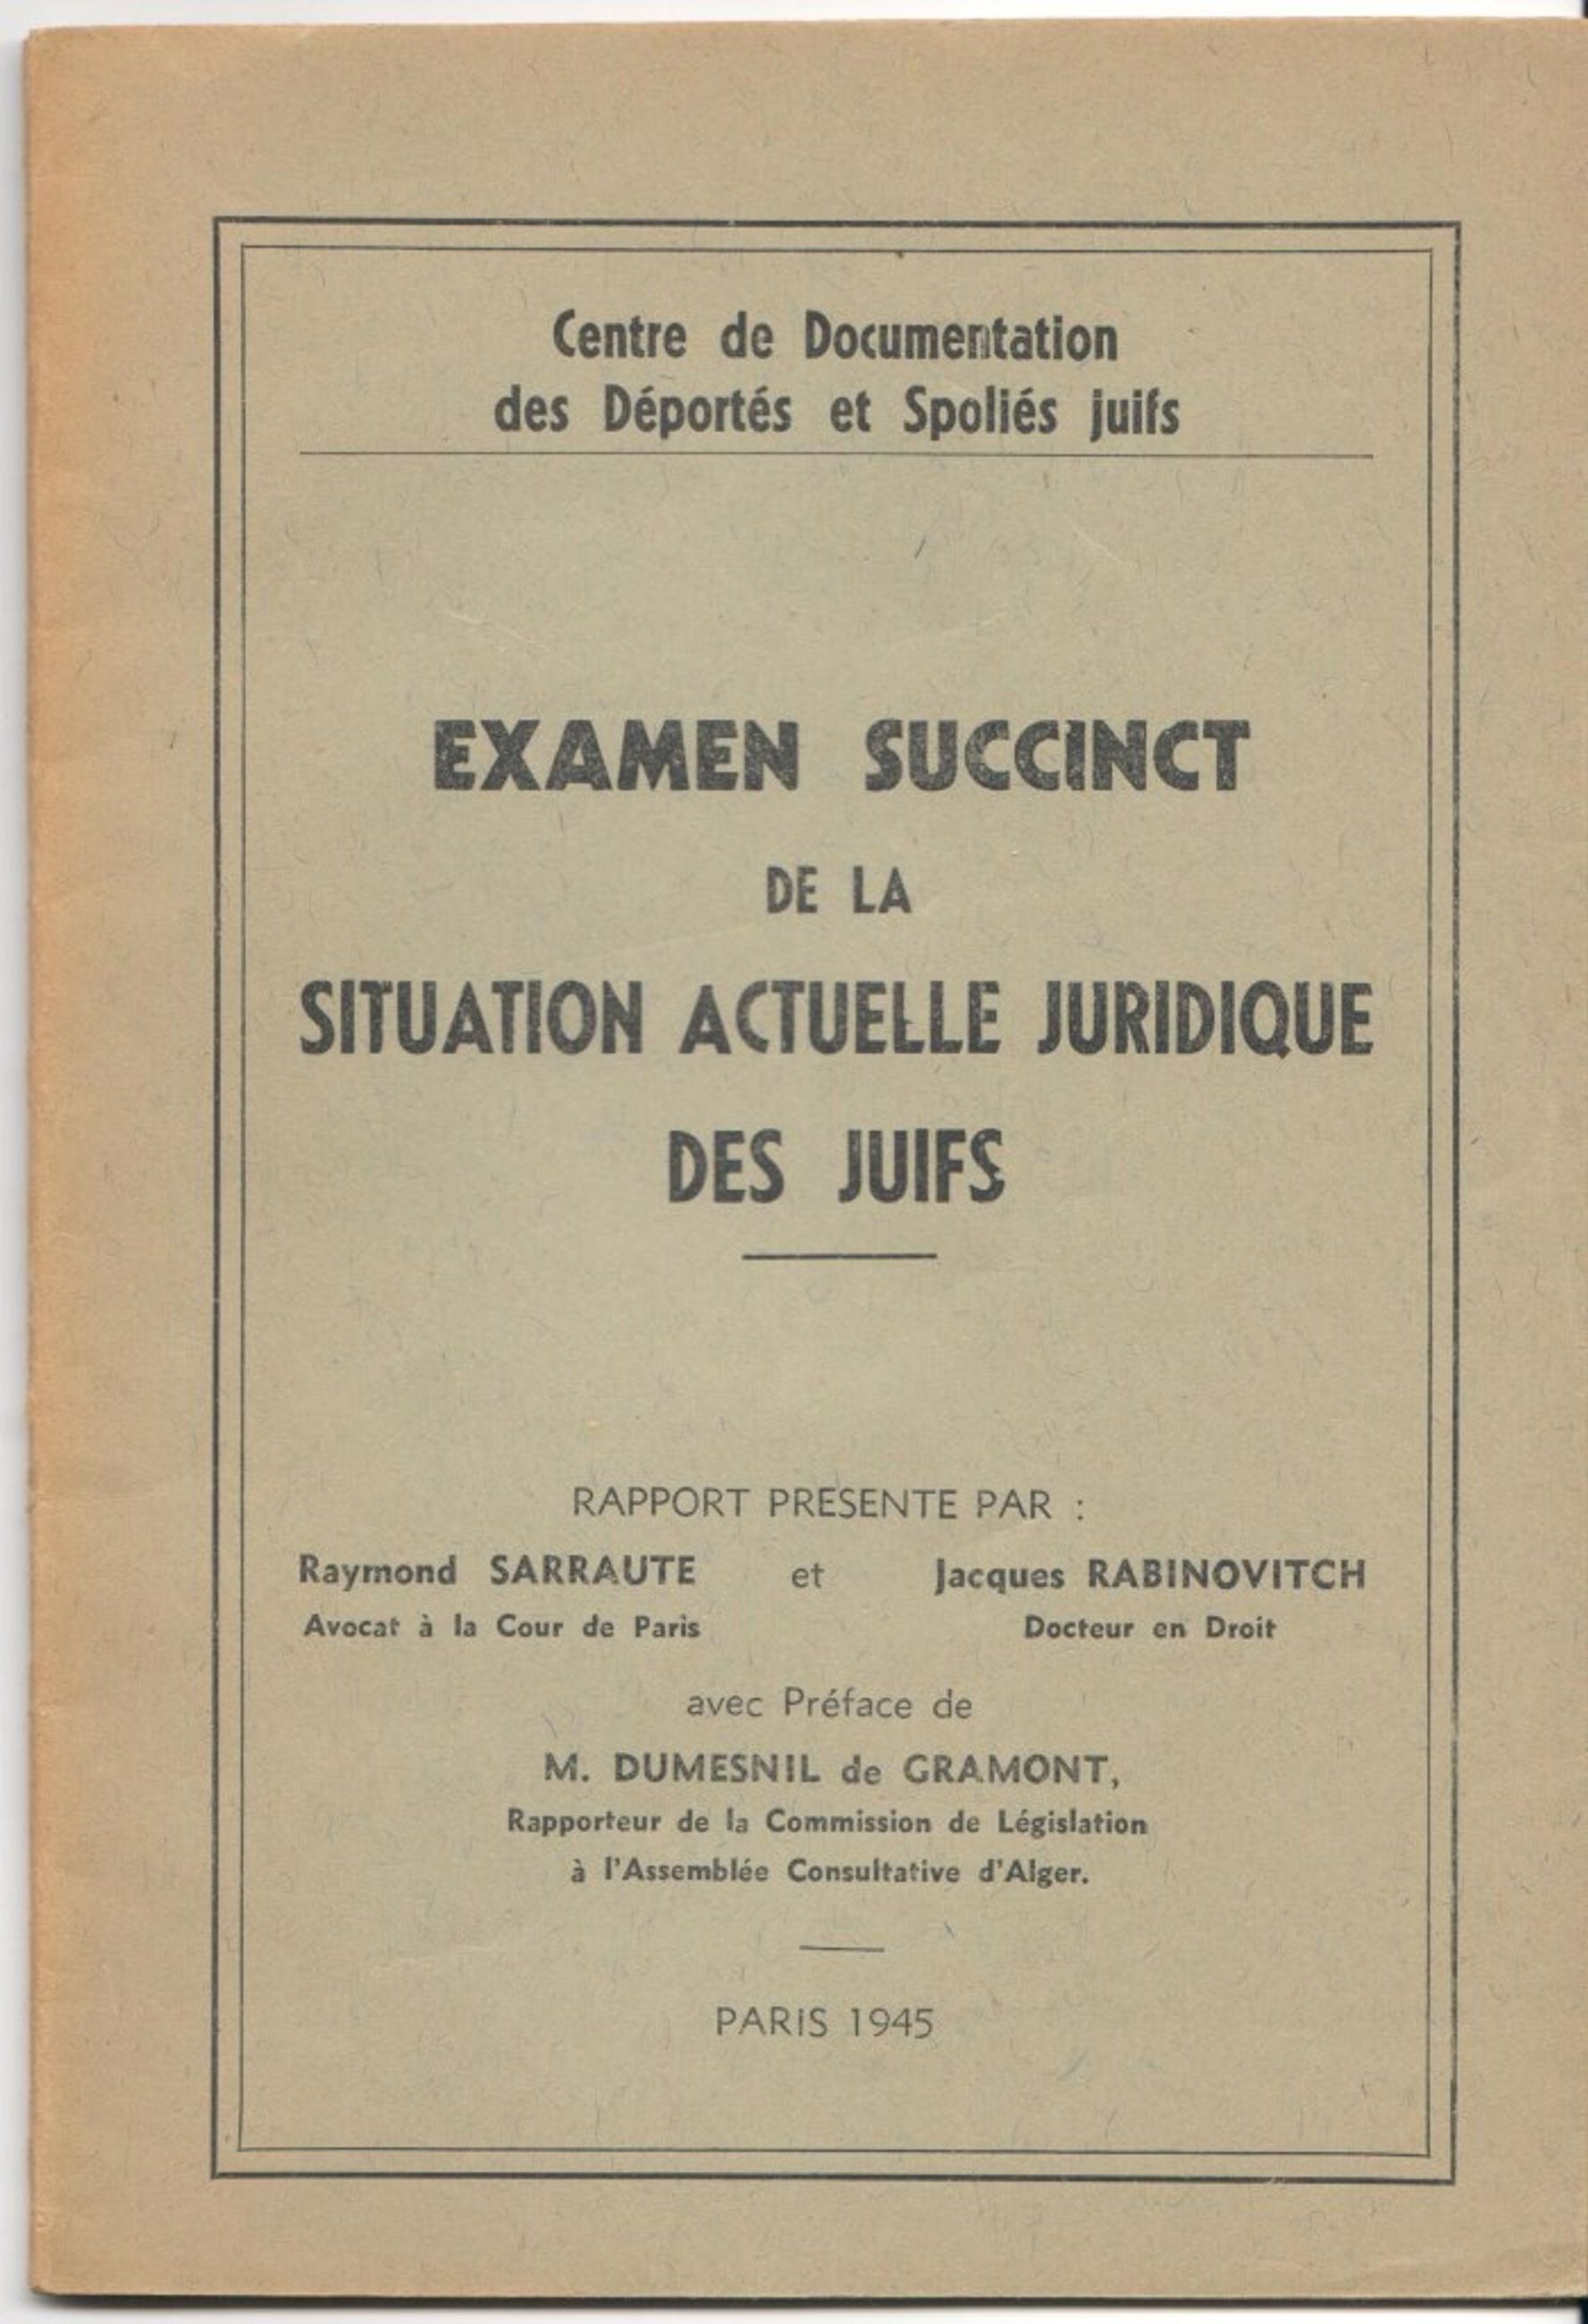 Centre de Documentation
des Déportés et Spoliés juifs
EXAMEN SUCCINCT
DE LA
SITUATION ACTUELLE JURIDIQUE
DES JUIFS
RAPPORT PRESENTE PAR :
Raymond SARRAUTE et Jacques RABINOVITCH
Avocat à la Cour de Paris Docteur en Droit
avec Préface de
M. DUMESNIL de GRAMONT,
Rapporteur de la Commission de Législation
à l'Assemblée Consultative d'Alger.
PARIS 1945